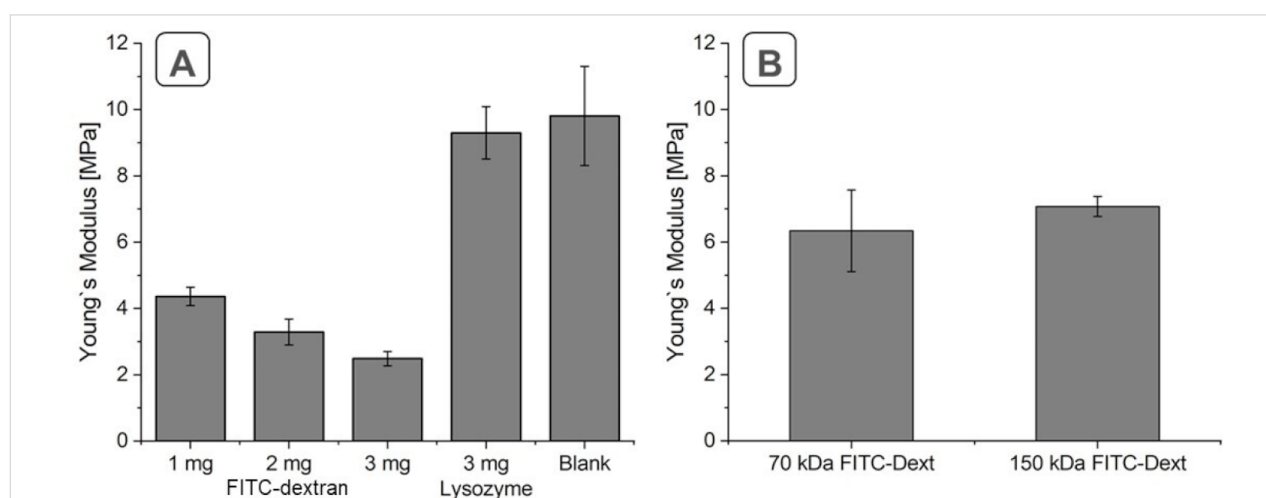 A
Young`s Modulus [MPa]
12
10
8
6
4
2
0
1 mg 2 mg 3 mg 3 mg Blank
FITC-dextran Lysozyme
B
Young`s Modulus [MPa]
12
10
8
6
4
2
0
70 kDa FITC-Dext 150 kDa FITC-Dext